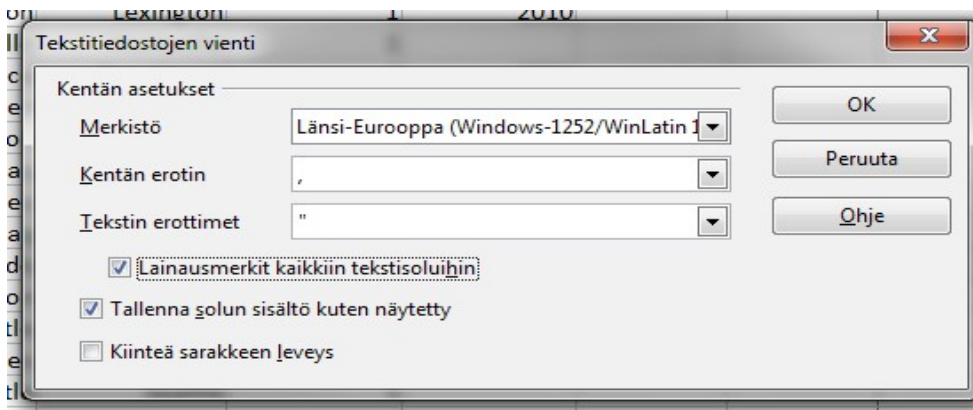 Lexington 1 2010
Tekstitiedostojen vienti
Kentän asetukset
Merkistö Länsi-Eurooppa (Windows-1252/WinLatin 1
Kentän erotin ,
Tekstin erottimet "
Lainausmerkit kaikkiin tekstisoluihin
Tallenna solun sisältö kuten näytetty
Kiinteä sarakkeen leveys
OK
Peruuta
Ohje